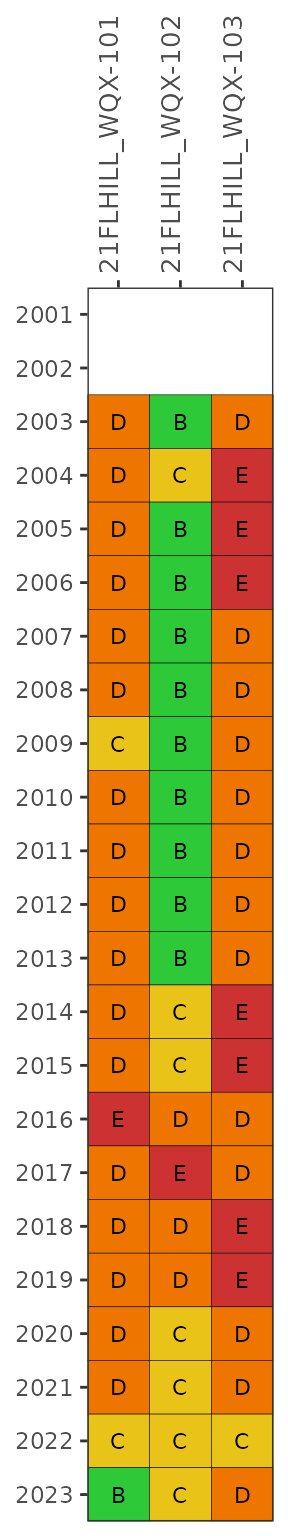 21FLHILL_WQX-101 21FLHILL_WQX-102 21FLHILL_WQX-103
2001
2002
2003 D B D
2004 D C E
2005 D B E
2006 D B E
2007 D B D
2008 D B D
2009 C B D
2010 D B D
2011 D B D
2012 D B D
2013 D B D
2014 D C E
2015 D C E
2016 E D D
2017 D E D
2018 D D E
2019 D D E
2020 D C D
2021 D C D
2022 C C C
2023 B C D